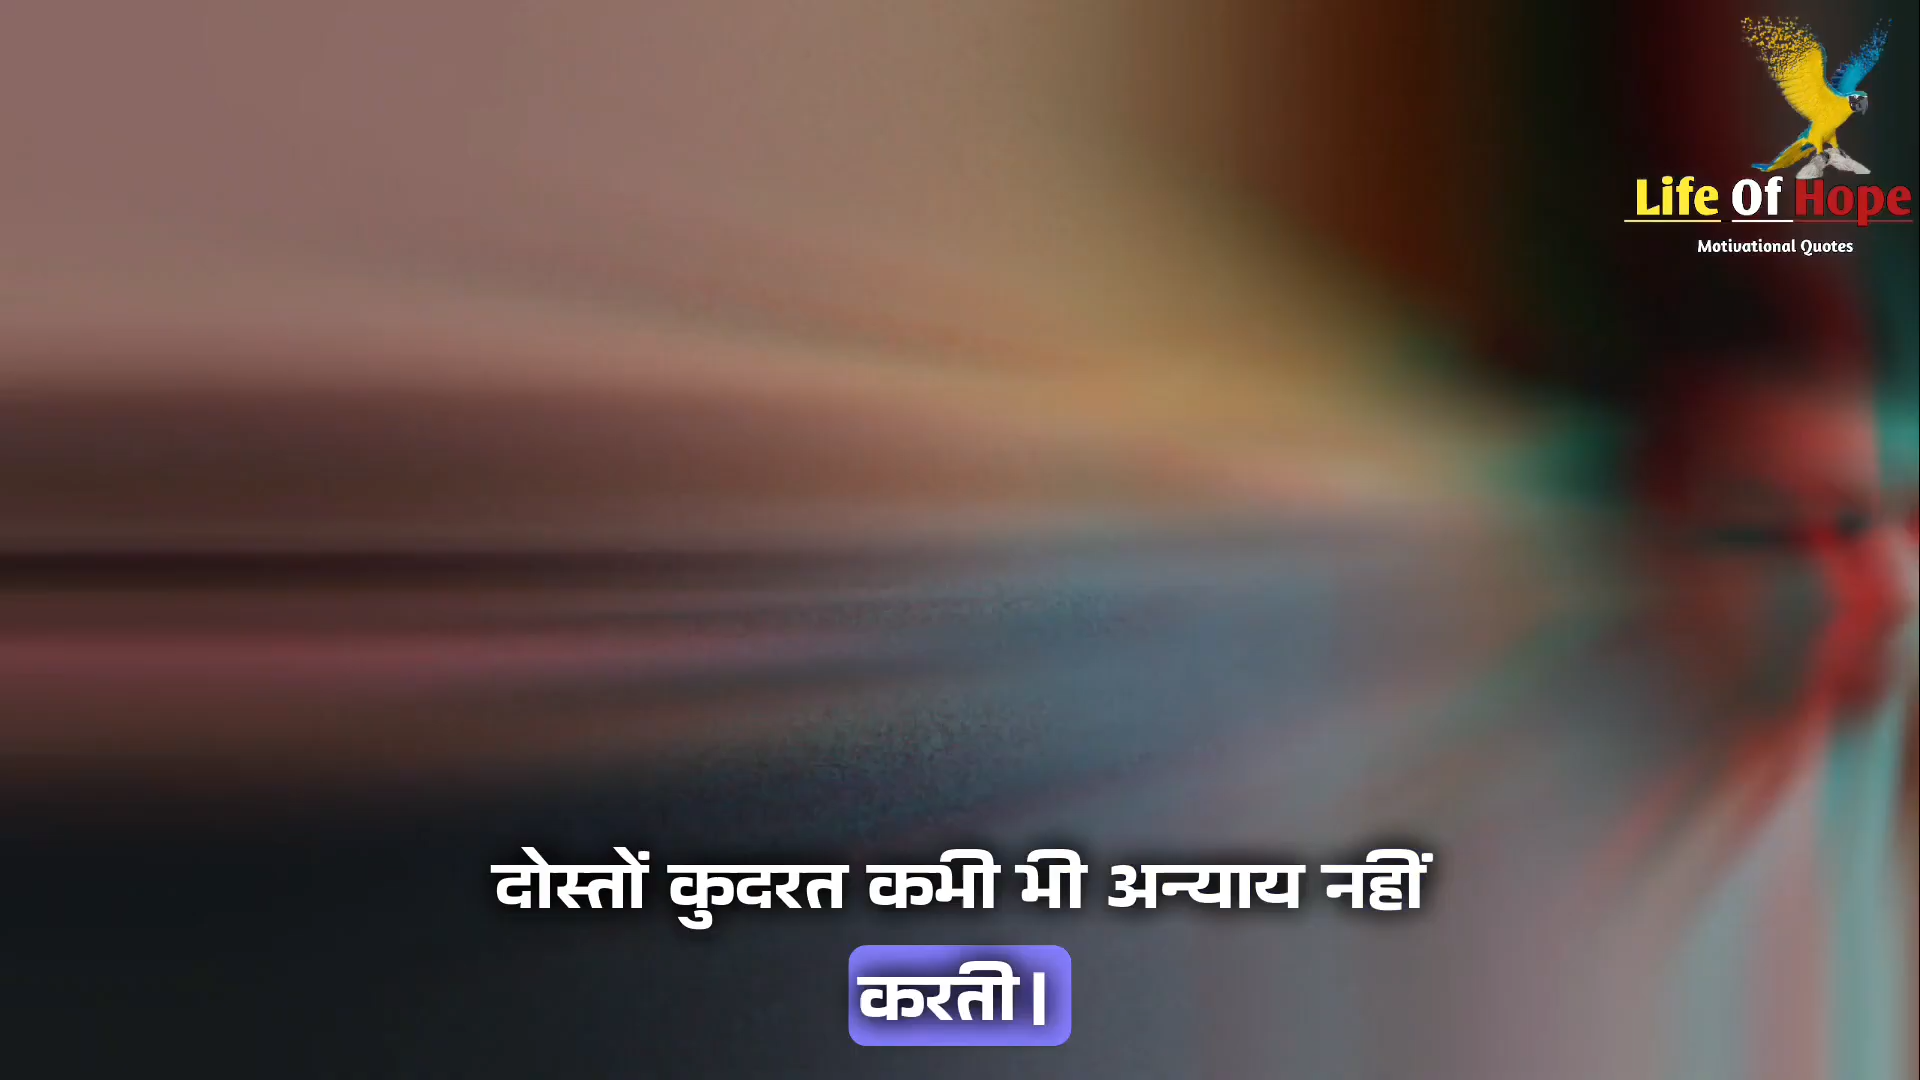 Life Of Hope
Motivational Quotes
दोस्तों कुदरत कभी भी अन्याय नहीं
करती।